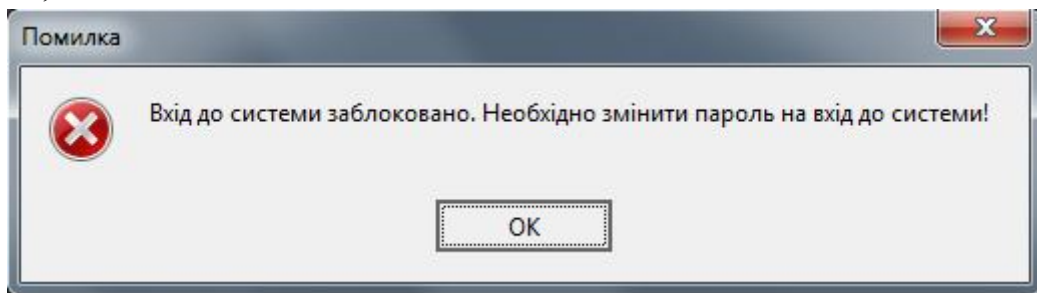 Помилка
Вхід до системи заблоковано. Необхідно змінити пароль на вхід до системи!
OK